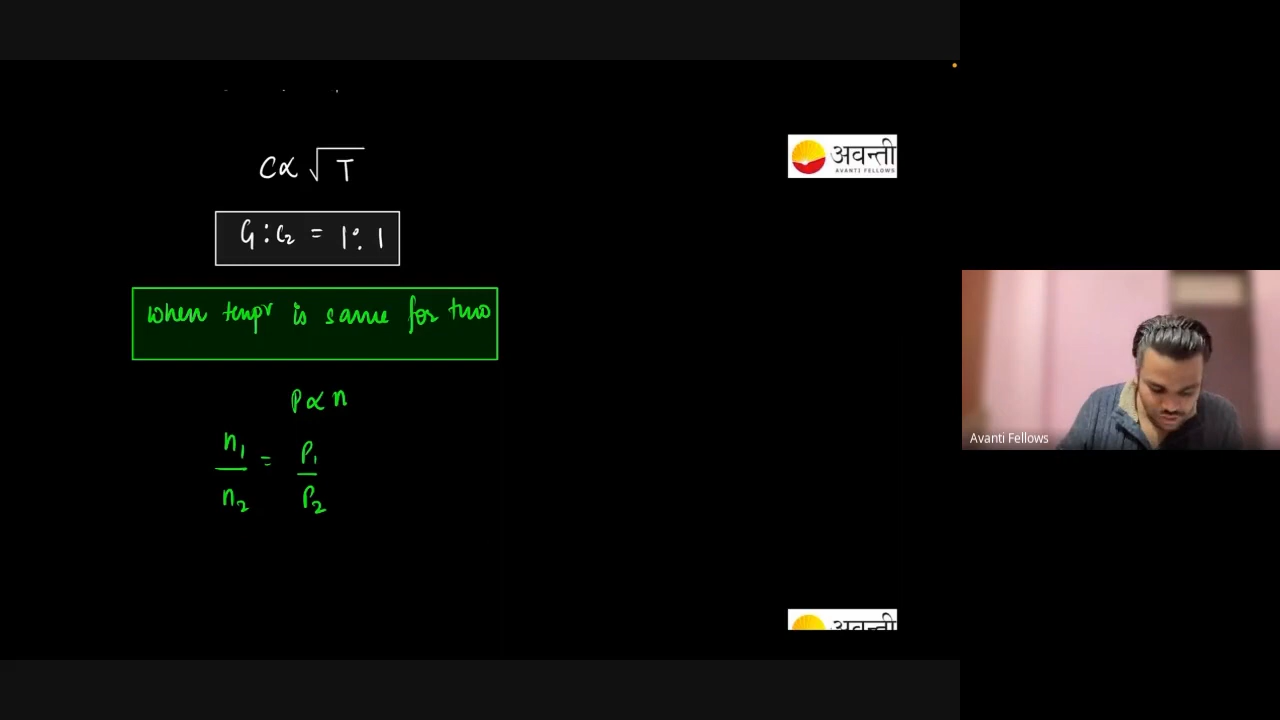 C∝ √T
C₁ : C₂ = 1 : 1
when tempr is same for two
P ∝ n
n₁/n₂ = P₁/P₂
अवन्ती
AVANTI FELLOWS
Avanti Fellows